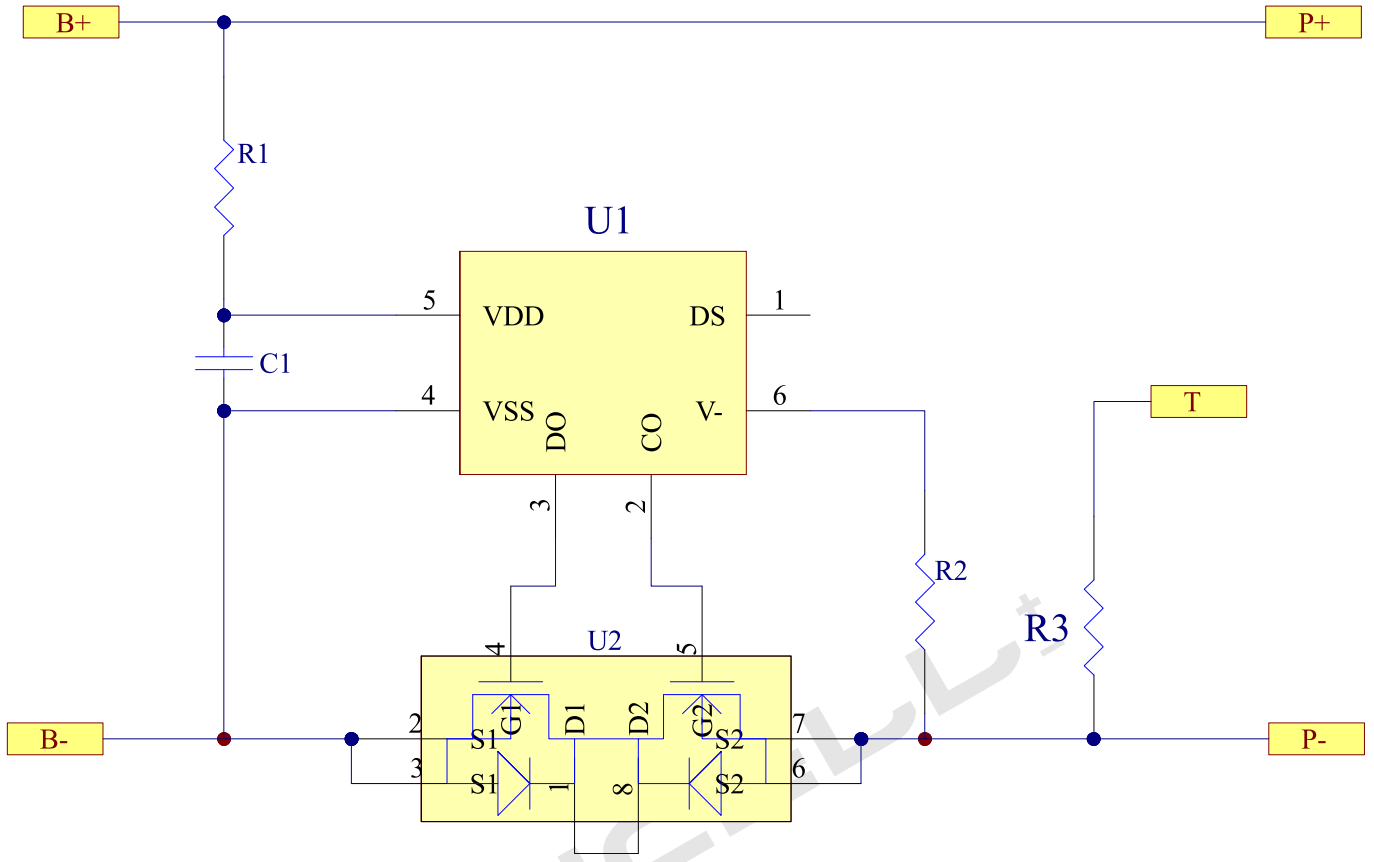 B+
P+
R1
U1
5
VDD
DS
1
C1
4
VSS
DO
CO
V-
6
T
3
2
R2
R3
U2
4
5
G1
D1
D2
G2
B-
2
S1
S2
7
P-
3
S1
1
8
S2
6